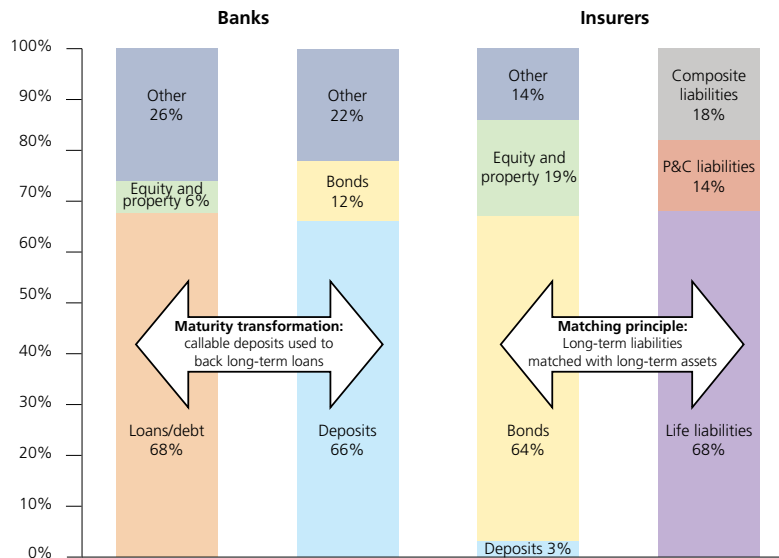 Banks
Insurers
100%
90%
80%
70%
60%
50%
40%
30%
20%
10%
0%
Other
26%
Equity and
property 6%
Loans/debt
68%
Other
22%
Bonds
12%
Deposits
66%
Maturity transformation:
callable deposits used to
back long-term loans
Other
14%
Equity and
property 19%
Bonds
64%
Deposits 3%
Composite
liabilities
18%
P&C liabilities
14%
Life liabilities
68%
Matching principle:
Long-term liabilities
matched with long-term assets